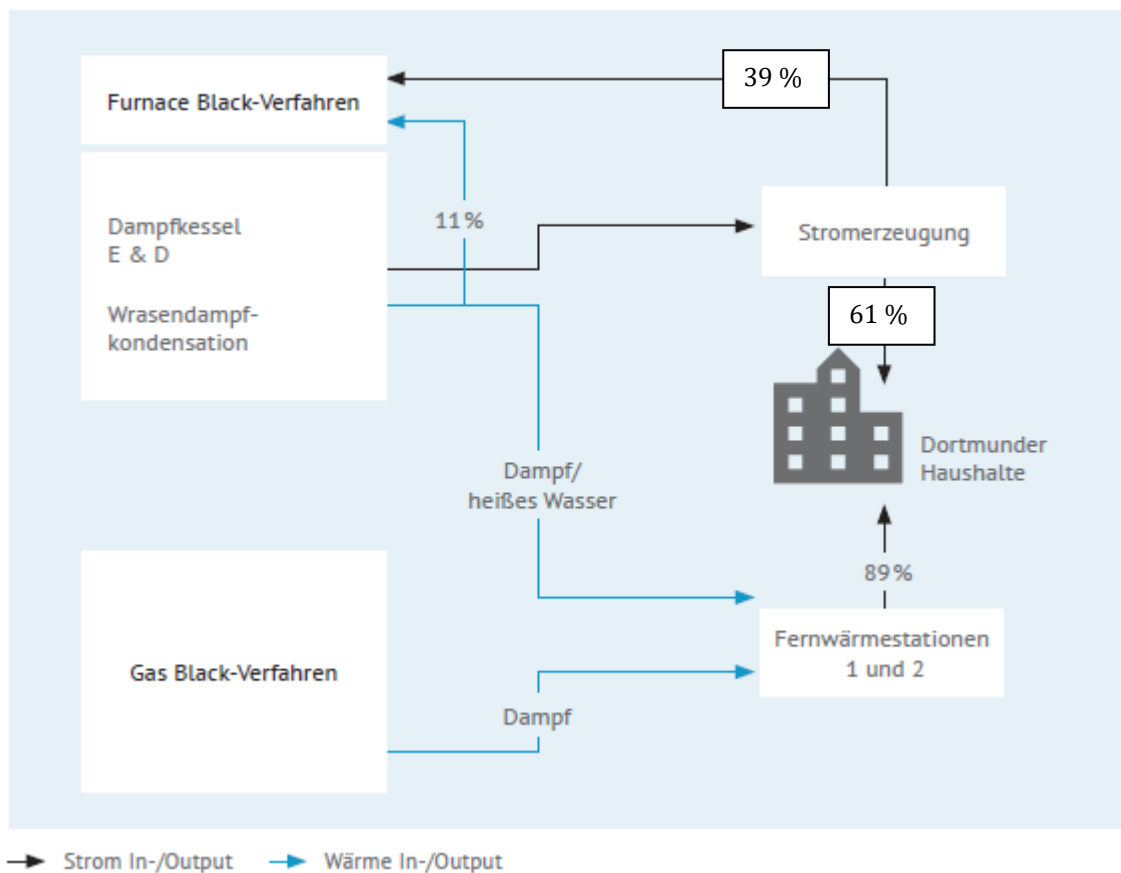 39 %
Furnace Black-Verfahren
11 %
Dampfkessel
E & D
Stromerzeugung
Wrasendampf-
kondensation
61 %
Dortmunder
Haushalte
Dampf/
heißes Wasser
89 %
Fernwärmestationen
1 und 2
Gas Black-Verfahren
Dampf
Strom In-/Output
Wärme In-/Output